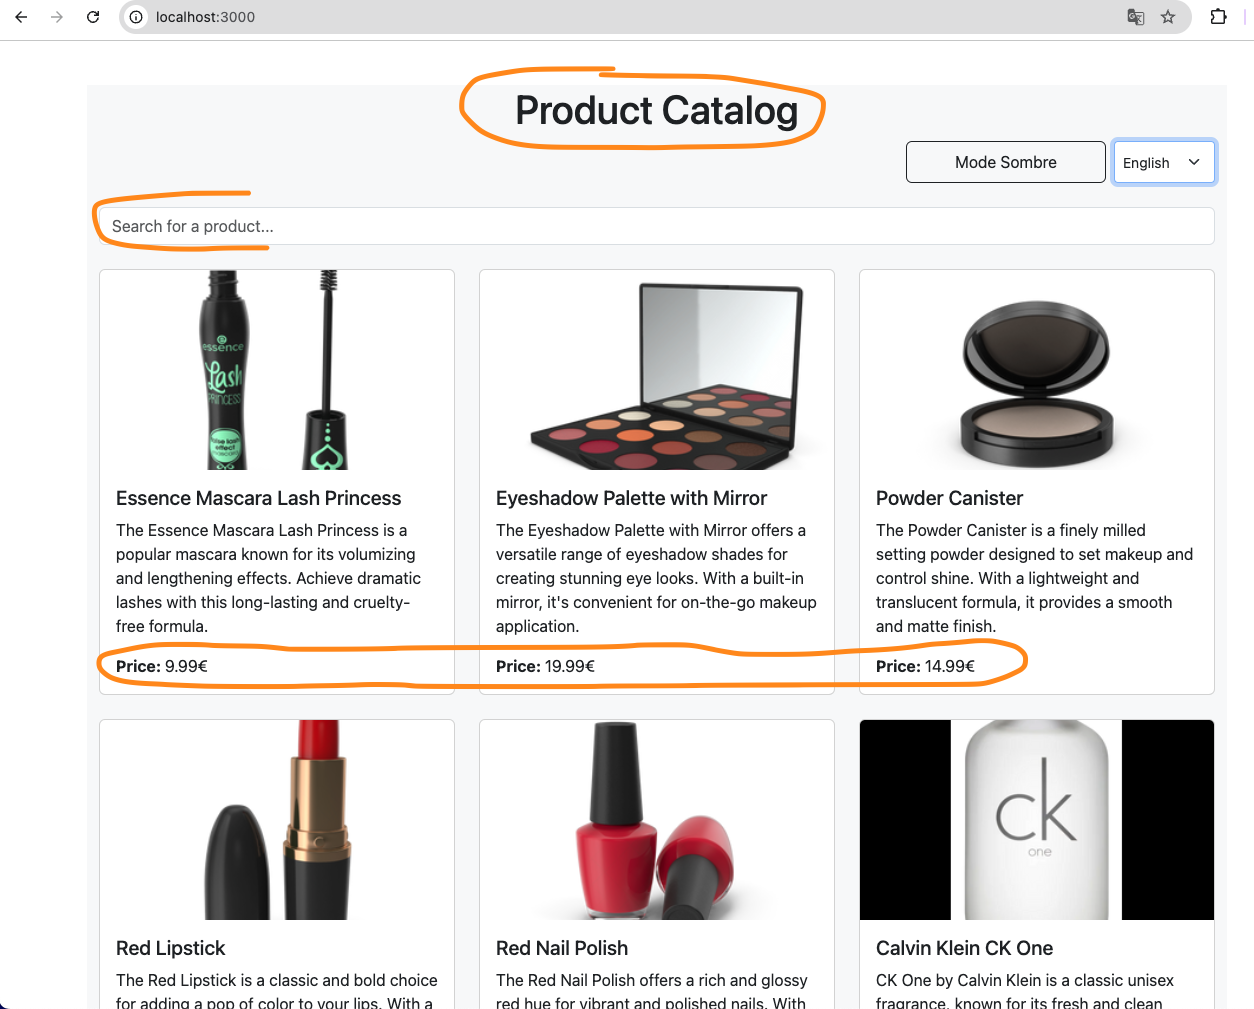 localhost:3000
Product Catalog
Mode Sombre
English
Search for a product...
essence
Lash
PRINCESS
false lash
effect
Essence Mascara Lash Princess
The Essence Mascara Lash Princess is a
popular mascara known for its volumizing
and lengthening effects. Achieve dramatic
lashes with this long-lasting and cruelty-
free formula.
Price: 9.99€
Eyeshadow Palette with Mirror
The Eyeshadow Palette with Mirror offers a
versatile range of eyeshadow shades for
creating stunning eye looks. With a built-in
mirror, it's convenient for on-the-go makeup
application.
Price: 19.99€
Powder Canister
The Powder Canister is a finely milled
setting powder designed to set makeup and
control shine. With a lightweight and
translucent formula, it provides a smooth
and matte finish.
Price: 14.99€
Red Lipstick
The Red Lipstick is a classic and bold choice
for adding a pop of color to your lips. With a
Red Nail Polish
The Red Nail Polish offers a rich and glossy
red hue for vibrant and polished nails. With
ck
one
Calvin Klein CK One
CK One by Calvin Klein is a classic unisex
fragrance, known for its fresh and clean